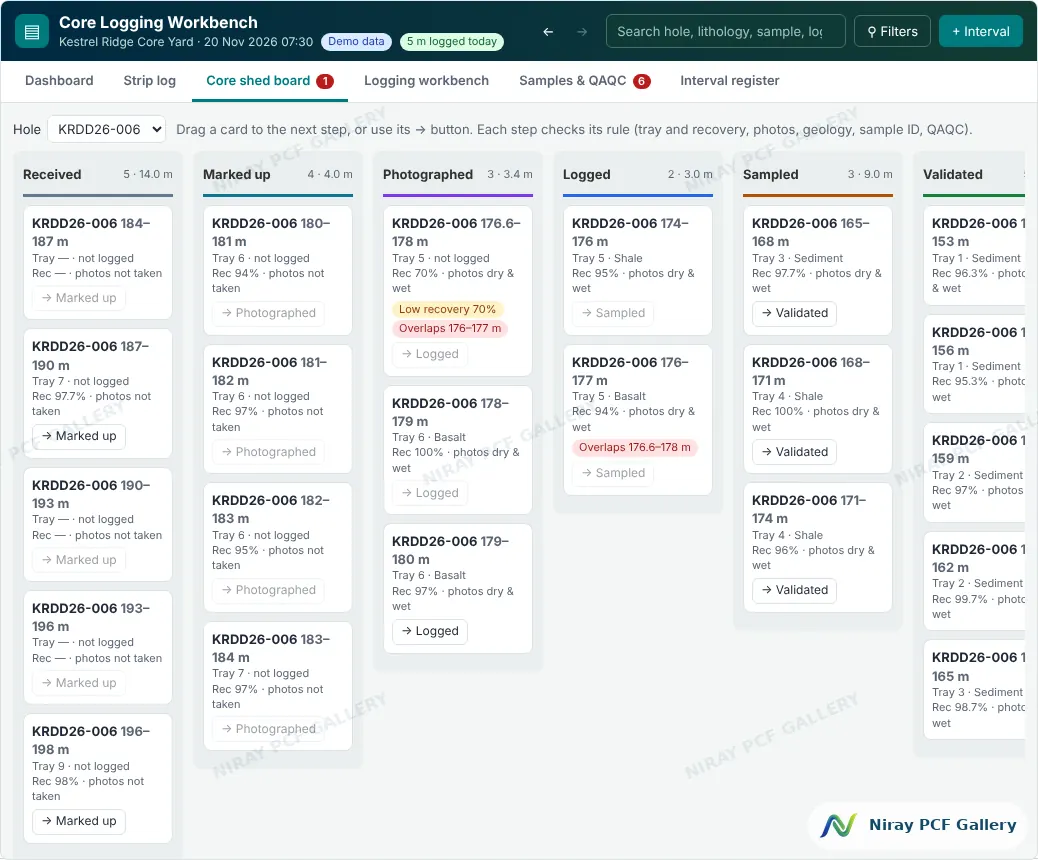 Core Logging Workbench
Kestrel Ridge Core Yard · 20 Nov 2026 07:30 Demo data 5 m logged today
← → Search hole, lithology, sample, log Filters + Interval
Dashboard Strip log Core shed board 1 Logging workbench Samples & QAQC 6 Interval register
Hole KRDD26-006 Drag a card to the next step, or use its → button. Each step checks its rule (tray and recovery, photos, geology, sample ID, QAQC).
Received 5 · 14.0 m
KRDD26-006 184–
187 m
Tray — · not logged
Rec — · photos not taken
→ Marked up
KRDD26-006 187–
190 m
Tray 7 · not logged
Rec 97.7% · photos not
taken
→ Marked up
KRDD26-006 190–
193 m
Tray — · not logged
Rec — · photos not taken
→ Marked up
KRDD26-006 193–
196 m
Tray — · not logged
Rec — · photos not taken
→ Marked up
KRDD26-006 196–
198 m
Tray 9 · not logged
Rec 98% · photos not
taken
→ Marked up
Marked up 4 · 4.0 m
KRDD26-006 180–
181 m
Tray 6 · not logged
Rec 94% · photos not
taken
→ Photographed
KRDD26-006 181–
182 m
Tray 6 · not logged
Rec 97% · photos not
taken
→ Photographed
KRDD26-006 182–
183 m
Tray 6 · not logged
Rec 95% · photos not
taken
→ Photographed
KRDD26-006 183–
184 m
Tray 7 · not logged
Rec 97% · photos not
taken
→ Photographed
Photographed 3 · 3.4 m
KRDD26-006 176.6–
178 m
Tray 5 · not logged
Rec 70% · photos dry &
wet
Low recovery 70%
Overlaps 176–177 m
→ Logged
KRDD26-006 178–
179 m
Tray 6 · Basalt
Rec 100% · photos dry &
wet
→ Logged
KRDD26-006 179–
180 m
Tray 6 · Basalt
Rec 97% · photos dry &
wet
→ Logged
Logged 2 · 3.0 m
KRDD26-006 174–
176 m
Tray 5 · Shale
Rec 95% · photos dry &
wet
→ Sampled
KRDD26-006 176–
177 m
Tray 5 · Basalt
Rec 94% · photos dry &
wet
Overlaps 176.6–178 m
→ Sampled
Sampled 3 · 9.0 m
KRDD26-006 165–
168 m
Tray 3 · Sediment
Rec 97.7% · photos dry &
wet
→ Validated
KRDD26-006 168–
171 m
Tray 4 · Shale
Rec 100% · photos dry &
wet
→ Validated
KRDD26-006 171–
174 m
Tray 4 · Shale
Rec 96% · photos dry &
wet
→ Validated
Validated
KRDD26-006 1
153 m
Tray 1 · Sediment
Rec 96.3% · photo
& wet
KRDD26-006 1
156 m
Tray 1 · Sediment
Rec 95.3% · photo
wet
KRDD26-006 1
159 m
Tray 2 · Sediment
Rec 97% · photos
wet
KRDD26-006 1
162 m
Tray 2 · Sediment
Rec 99.7% · photo
wet
KRDD26-006 1
165 m
Tray 3 · Sediment
Rec 98.7% · photo
wet
NIRAY PCF GALLERY
NIRAY PCF GALLERY
NIRAY PCF GALLERY
NIRAY PCF GALLERY
NIRAY PCF GALLERY
NIRAY PCF GALLERY
Niray PCF Gallery